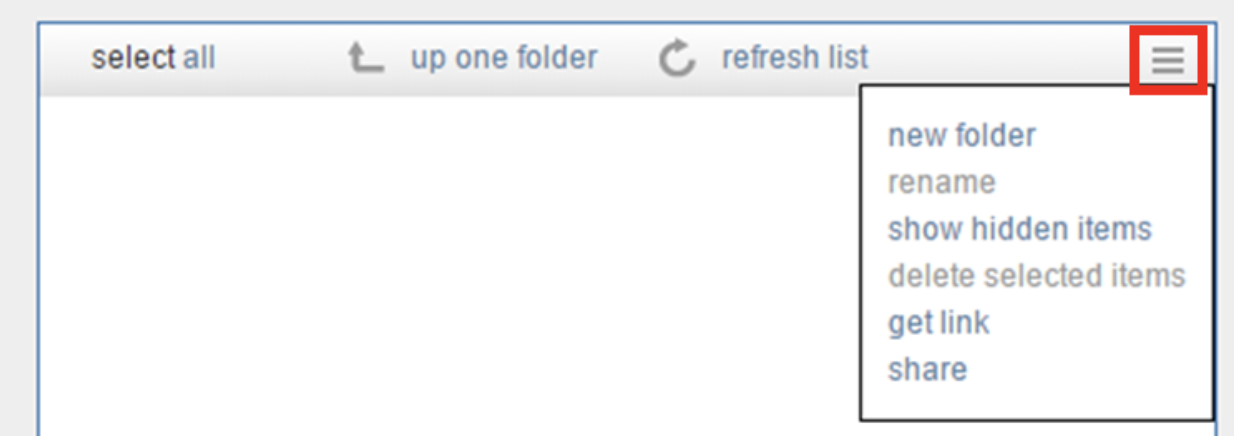 select all up one folder refresh list
new folder
rename
show hidden items
delete selected items
get link
share